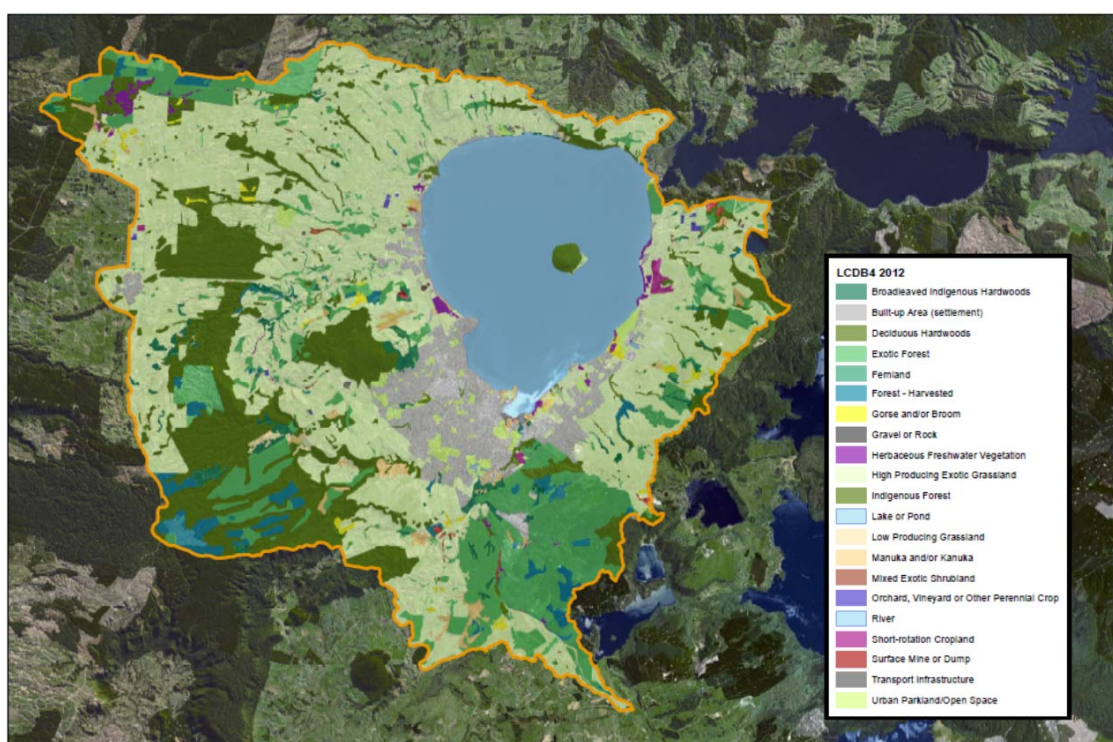 LCDB4 2012
Broadleaved Indigenous Hardwoods
Built-up Area (settlement)
Deciduous Hardwoods
Exotic Forest
Fernland
Forest - Harvested
Gorse and/or Broom
Gravel or Rock
Herbaceous Freshwater Vegetation
High Producing Exotic Grassland
Indigenous Forest
Lake or Pond
Low Producing Grassland
Manuka and/or Kanuka
Mixed Exotic Shrubland
Orchard, Vineyard or Other Perennial Crop
River
Short-rotation Cropland
Surface Mine or Dump
Transport Infrastructure
Urban Parkland/Open Space